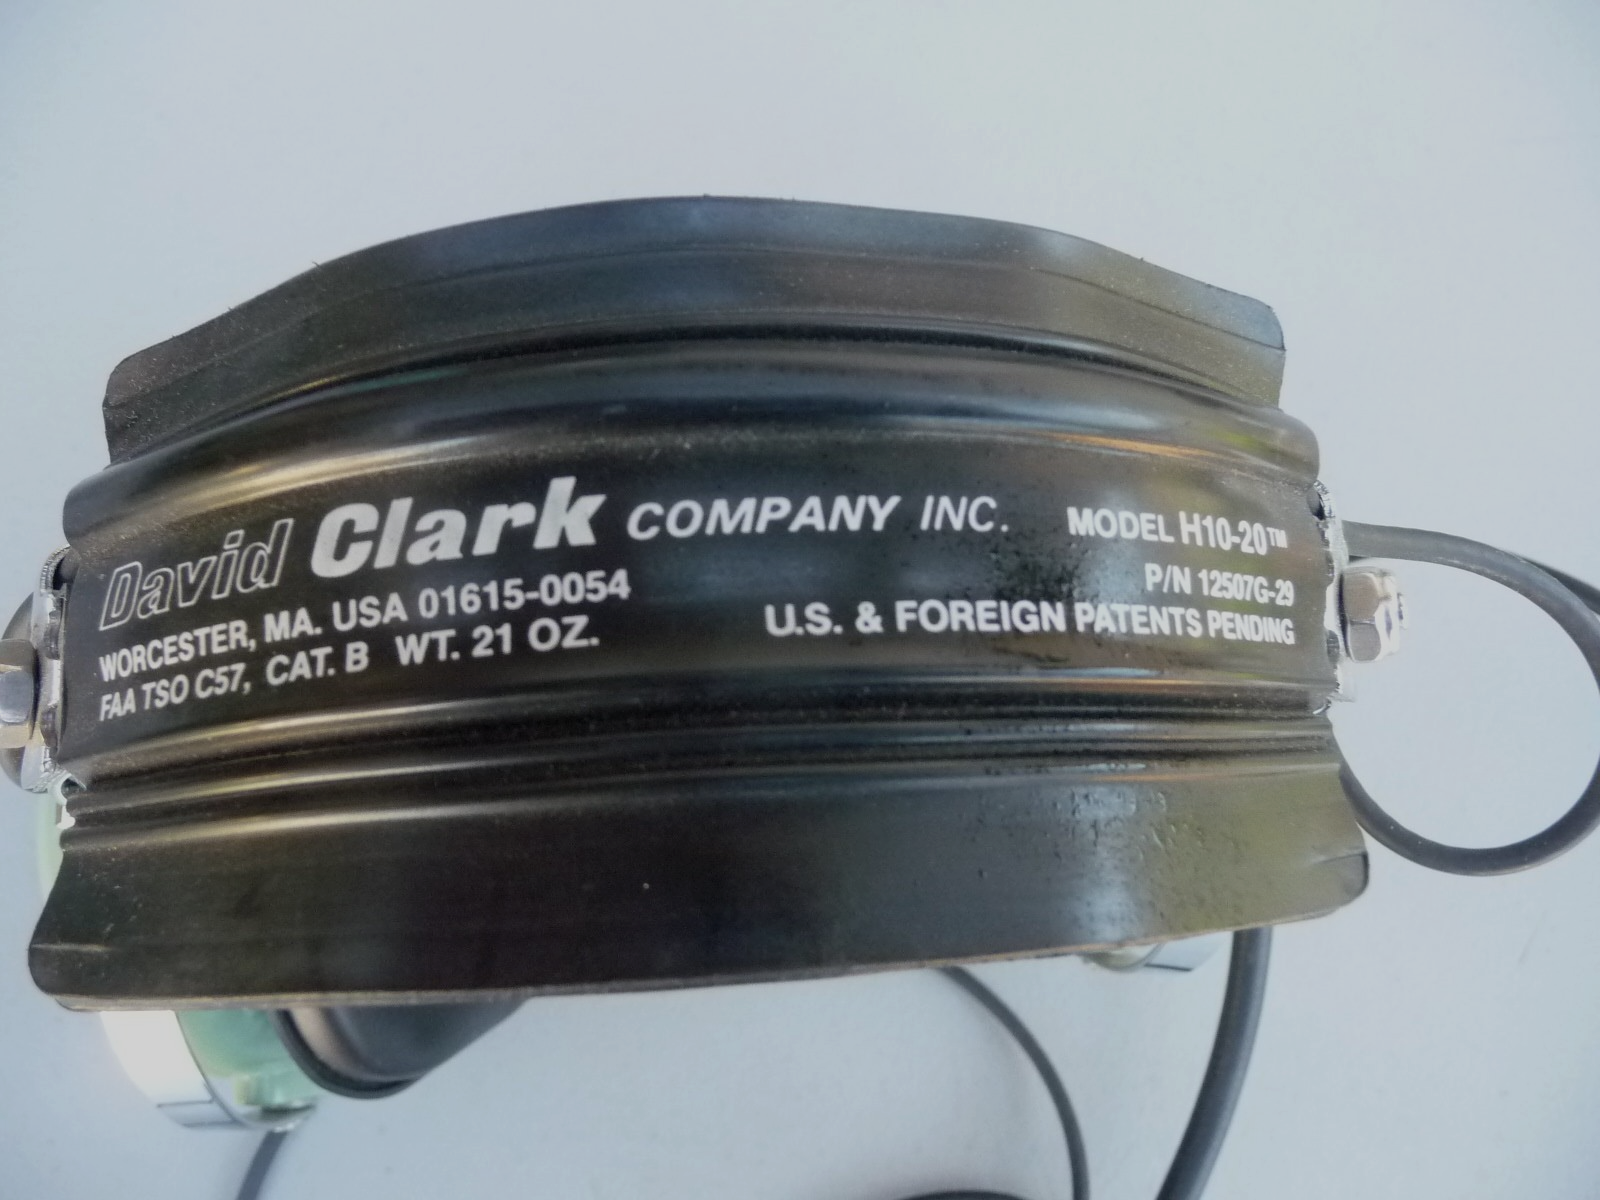 David Clark COMPANY INC.
WORCESTER, MA. USA 01615-0054
FAA TSO C57, CAT. B WT. 21 OZ.
MODEL H10-20™
P/N 12507G-29
U.S. & FOREIGN PATENTS PENDING